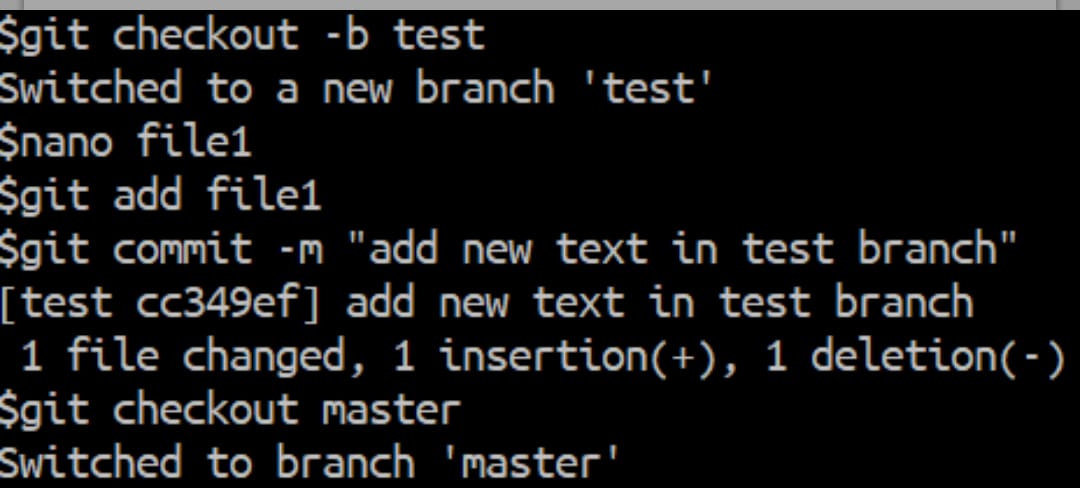 $git checkout -b test
Switched to a new branch 'test'
$nano file1
$git add file1
$git commit -m "add new text in test branch"
[test cc349ef] add new text in test branch
 1 file changed, 1 insertion(+), 1 deletion(-)
$git checkout master
Switched to branch 'master'